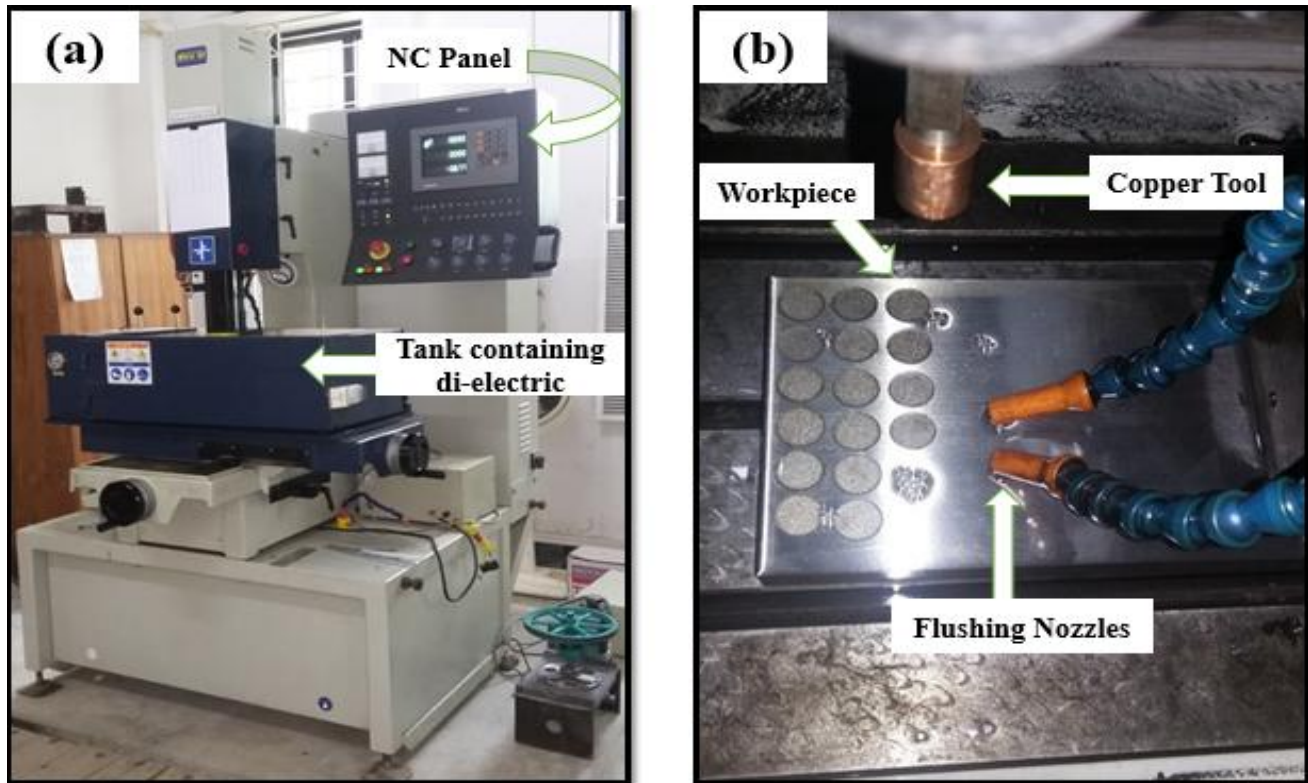 (a)
NC Panel
Tank containing
di-electric
(b)
Workpiece
Copper Tool
Flushing Nozzles